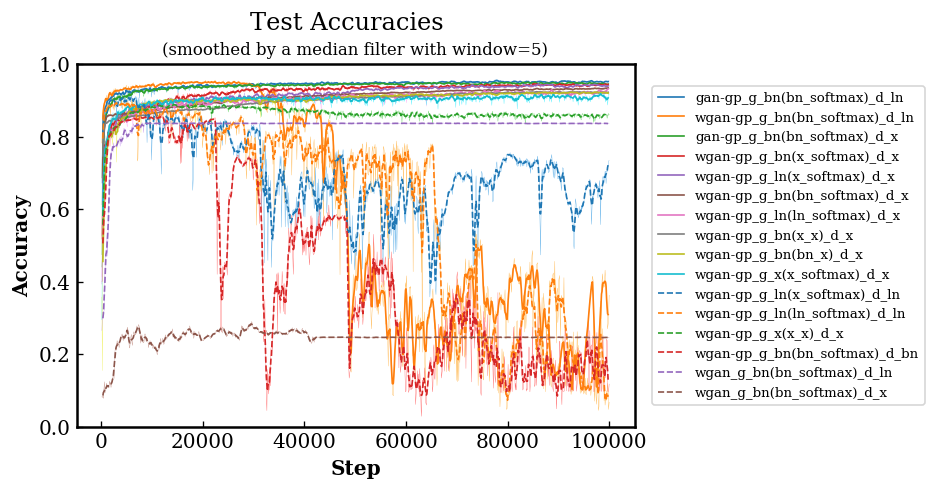 Test Accuracies
(smoothed by a median filter with window=5)
1.0
0.8
0.6
0.4
0.2
0.0
Accuracy
0
20000
40000
60000
80000
100000
Step
gan-gp_g_bn(bn_softmax)_d_ln
wgan-gp_g_bn(bn_softmax)_d_ln
gan-gp_g_bn(bn_softmax)_d_x
wgan-gp_g_bn(x_softmax)_d_x
wgan-gp_g_ln(x_softmax)_d_x
wgan-gp_g_bn(bn_softmax)_d_x
wgan-gp_g_ln(ln_softmax)_d_x
wgan-gp_g_bn(x_x)_d_x
wgan-gp_g_bn(bn_x)_d_x
wgan-gp_g_x(x_softmax)_d_x
wgan-gp_g_ln(x_softmax)_d_ln
wgan-gp_g_ln(ln_softmax)_d_ln
wgan-gp_g_x(x_x)_d_x
wgan-gp_g_bn(bn_softmax)_d_bn
wgan_g_bn(bn_softmax)_d_ln
wgan_g_bn(bn_softmax)_d_x